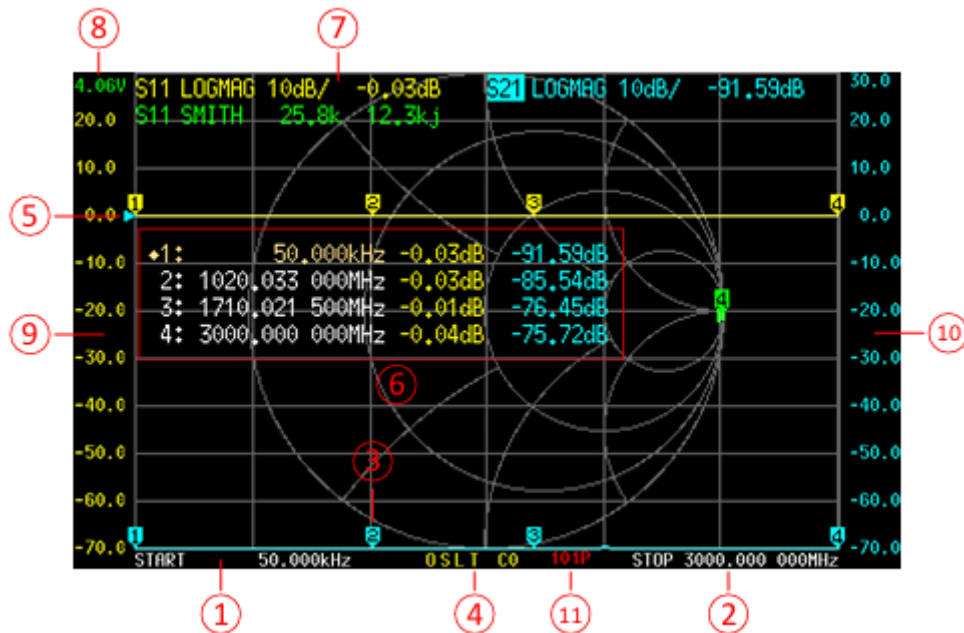 ⑧ ⑦
4.06V S11 LOGMAG 10dB/ -0.03dB S21 LOGMAG 10dB/ -91.59dB 30.0
S11 SMITH 25.8k 12.3kj
20.0 20.0
10.0 10.0
1 2 3 4
⑤ 0.0 0.0
◆1: 50.000kHz -0.03dB -91.59dB
-10.0 -10.0
2: 1020.033 000MHz -0.03dB -85.54dB
3: 1710.021 500MHz -0.01dB -76.45dB
4
-20.0 -20.0
4: 3000.000 000MHz -0.04dB -75.72dB
⑨ ⑩
-30.0 -30.0
⑥
-40.0 -40.0
③
-50.0 -50.0
-60.0 -60.0
1 2 3 4
-70.0 -70.0
START 50.000kHz OSLT C0 101P STOP 3000.000 000MHz
① ④ ⑪ ②